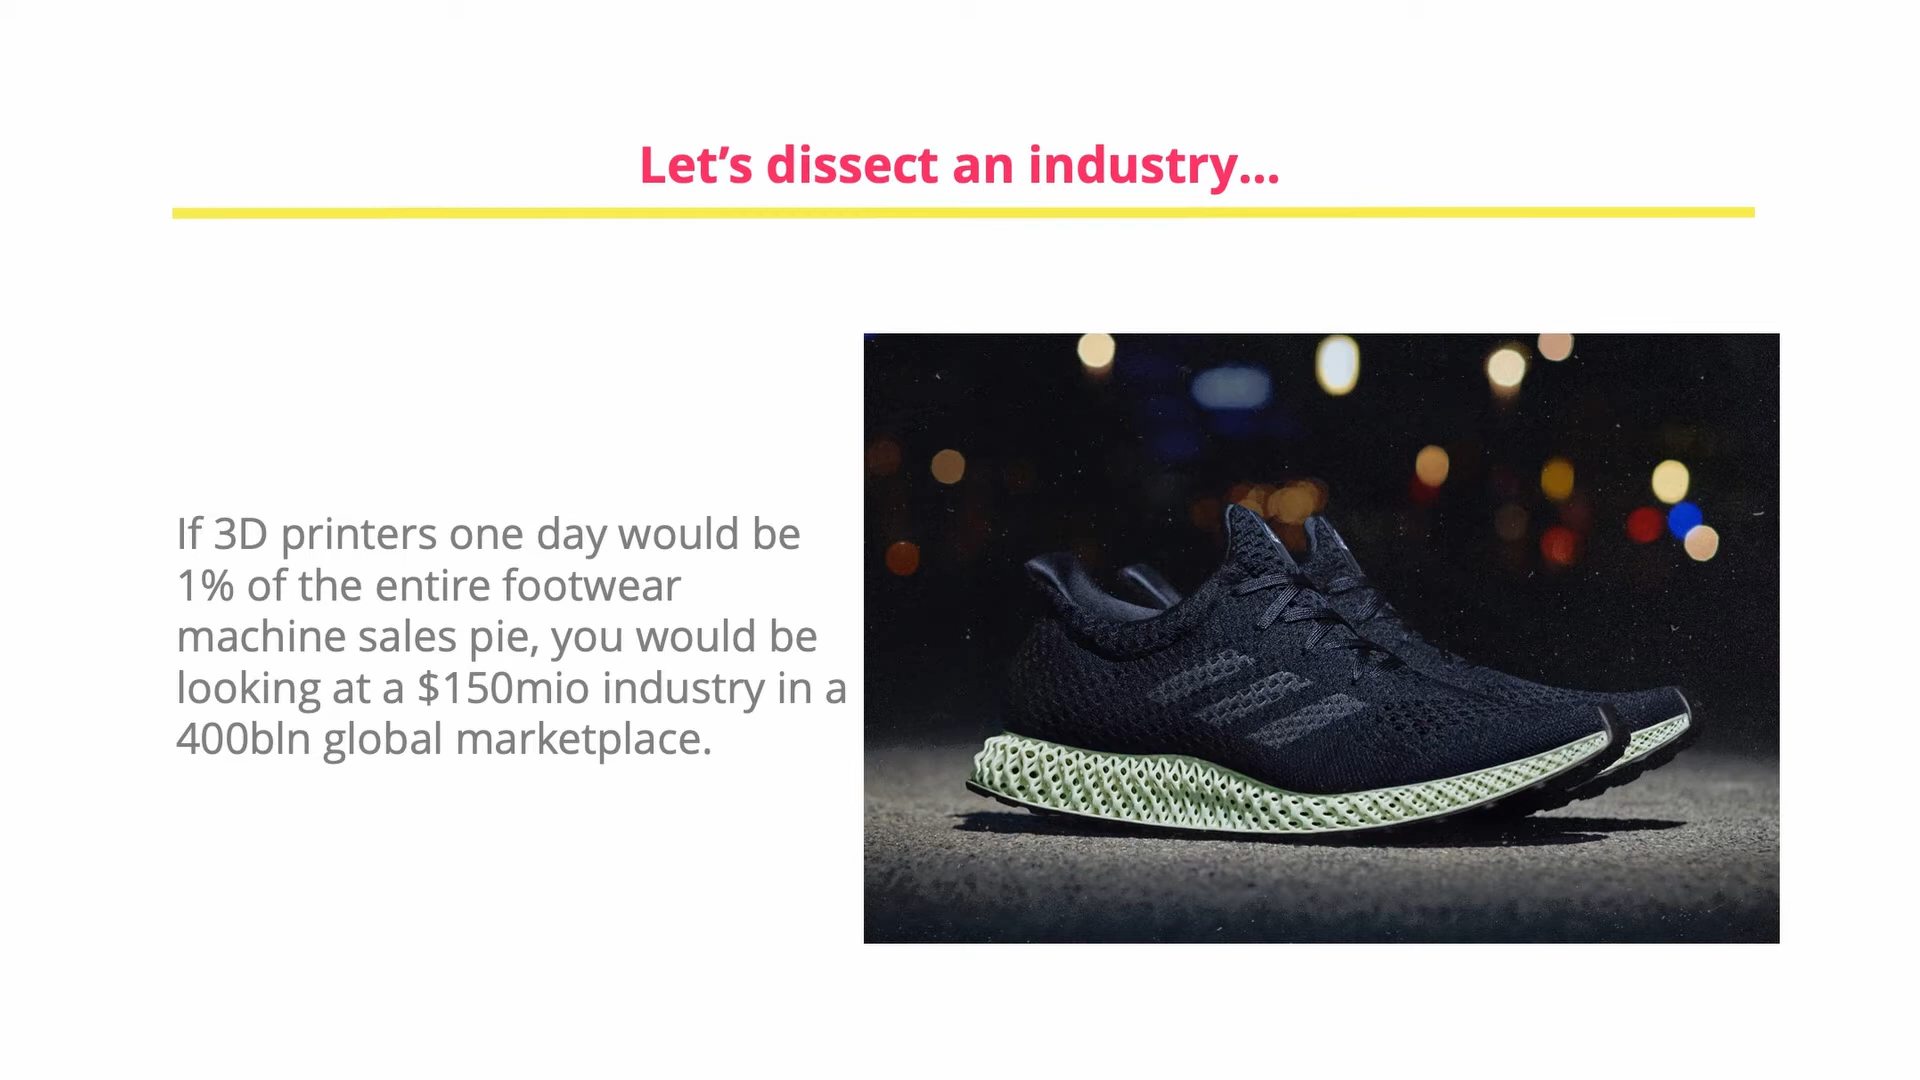 Let’s dissect an industry...
If 3D printers one day would be
1% of the entire footwear
machine sales pie, you would be
looking at a $150mio industry in a
400bln global marketplace.